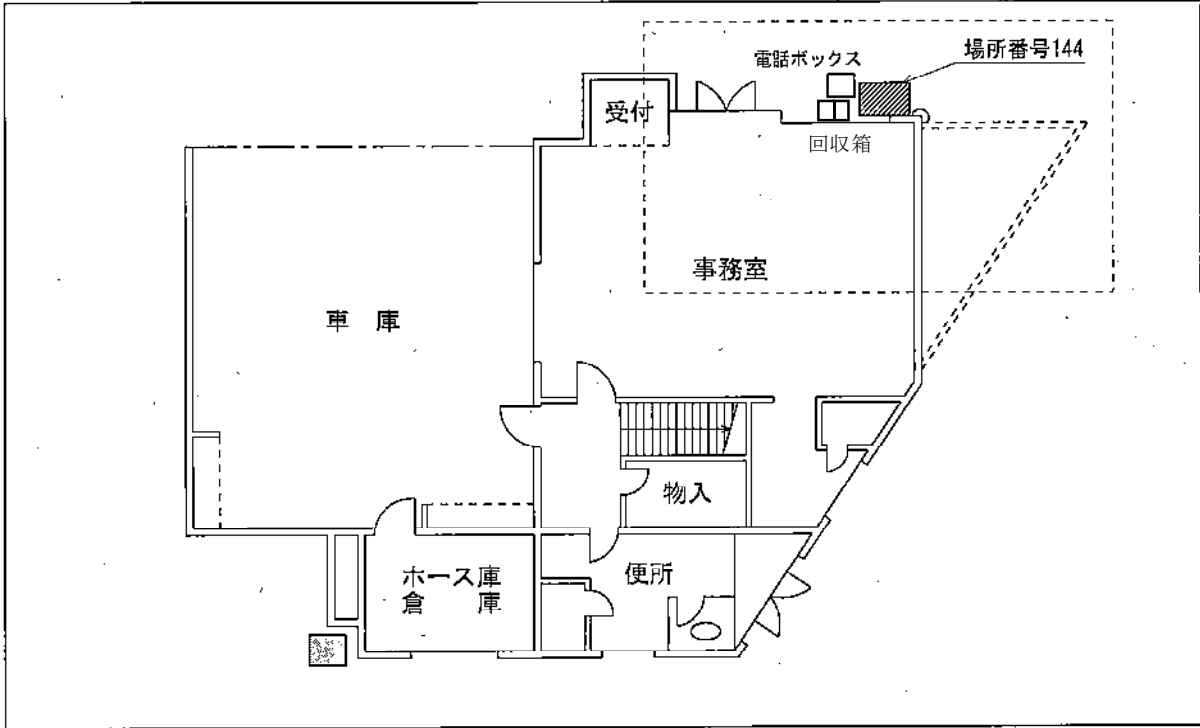 電話ボックス
場所番号144
受付
回収箱
事務室
車 庫
物入
ホース庫
倉 庫
便所